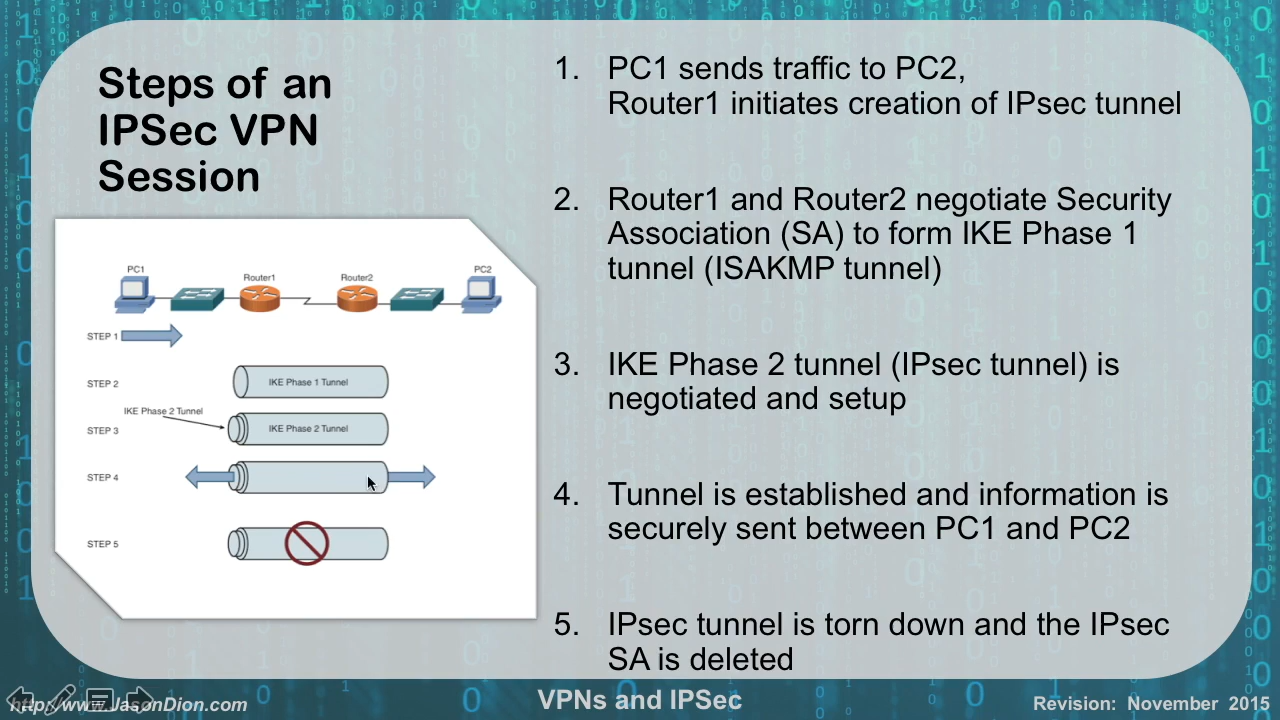 Steps of an
IPSec VPN
Session
PC1
Router1
Router2
PC2
STEP 1
STEP 2
IKE Phase 1 Tunnel
IKE Phase 2 Tunnel
STEP 3
IKE Phase 2 Tunnel
STEP 4
STEP 5
1. PC1 sends traffic to PC2,
Router1 initiates creation of IPsec tunnel
2. Router1 and Router2 negotiate Security
Association (SA) to form IKE Phase 1
tunnel (ISAKMP tunnel)
3. IKE Phase 2 tunnel (IPsec tunnel) is
negotiated and setup
4. Tunnel is established and information is
securely sent between PC1 and PC2
5. IPsec tunnel is torn down and the IPsec
SA is deleted
http://www.JasonDion.com
VPNs and IPSec
Revision: November 2015